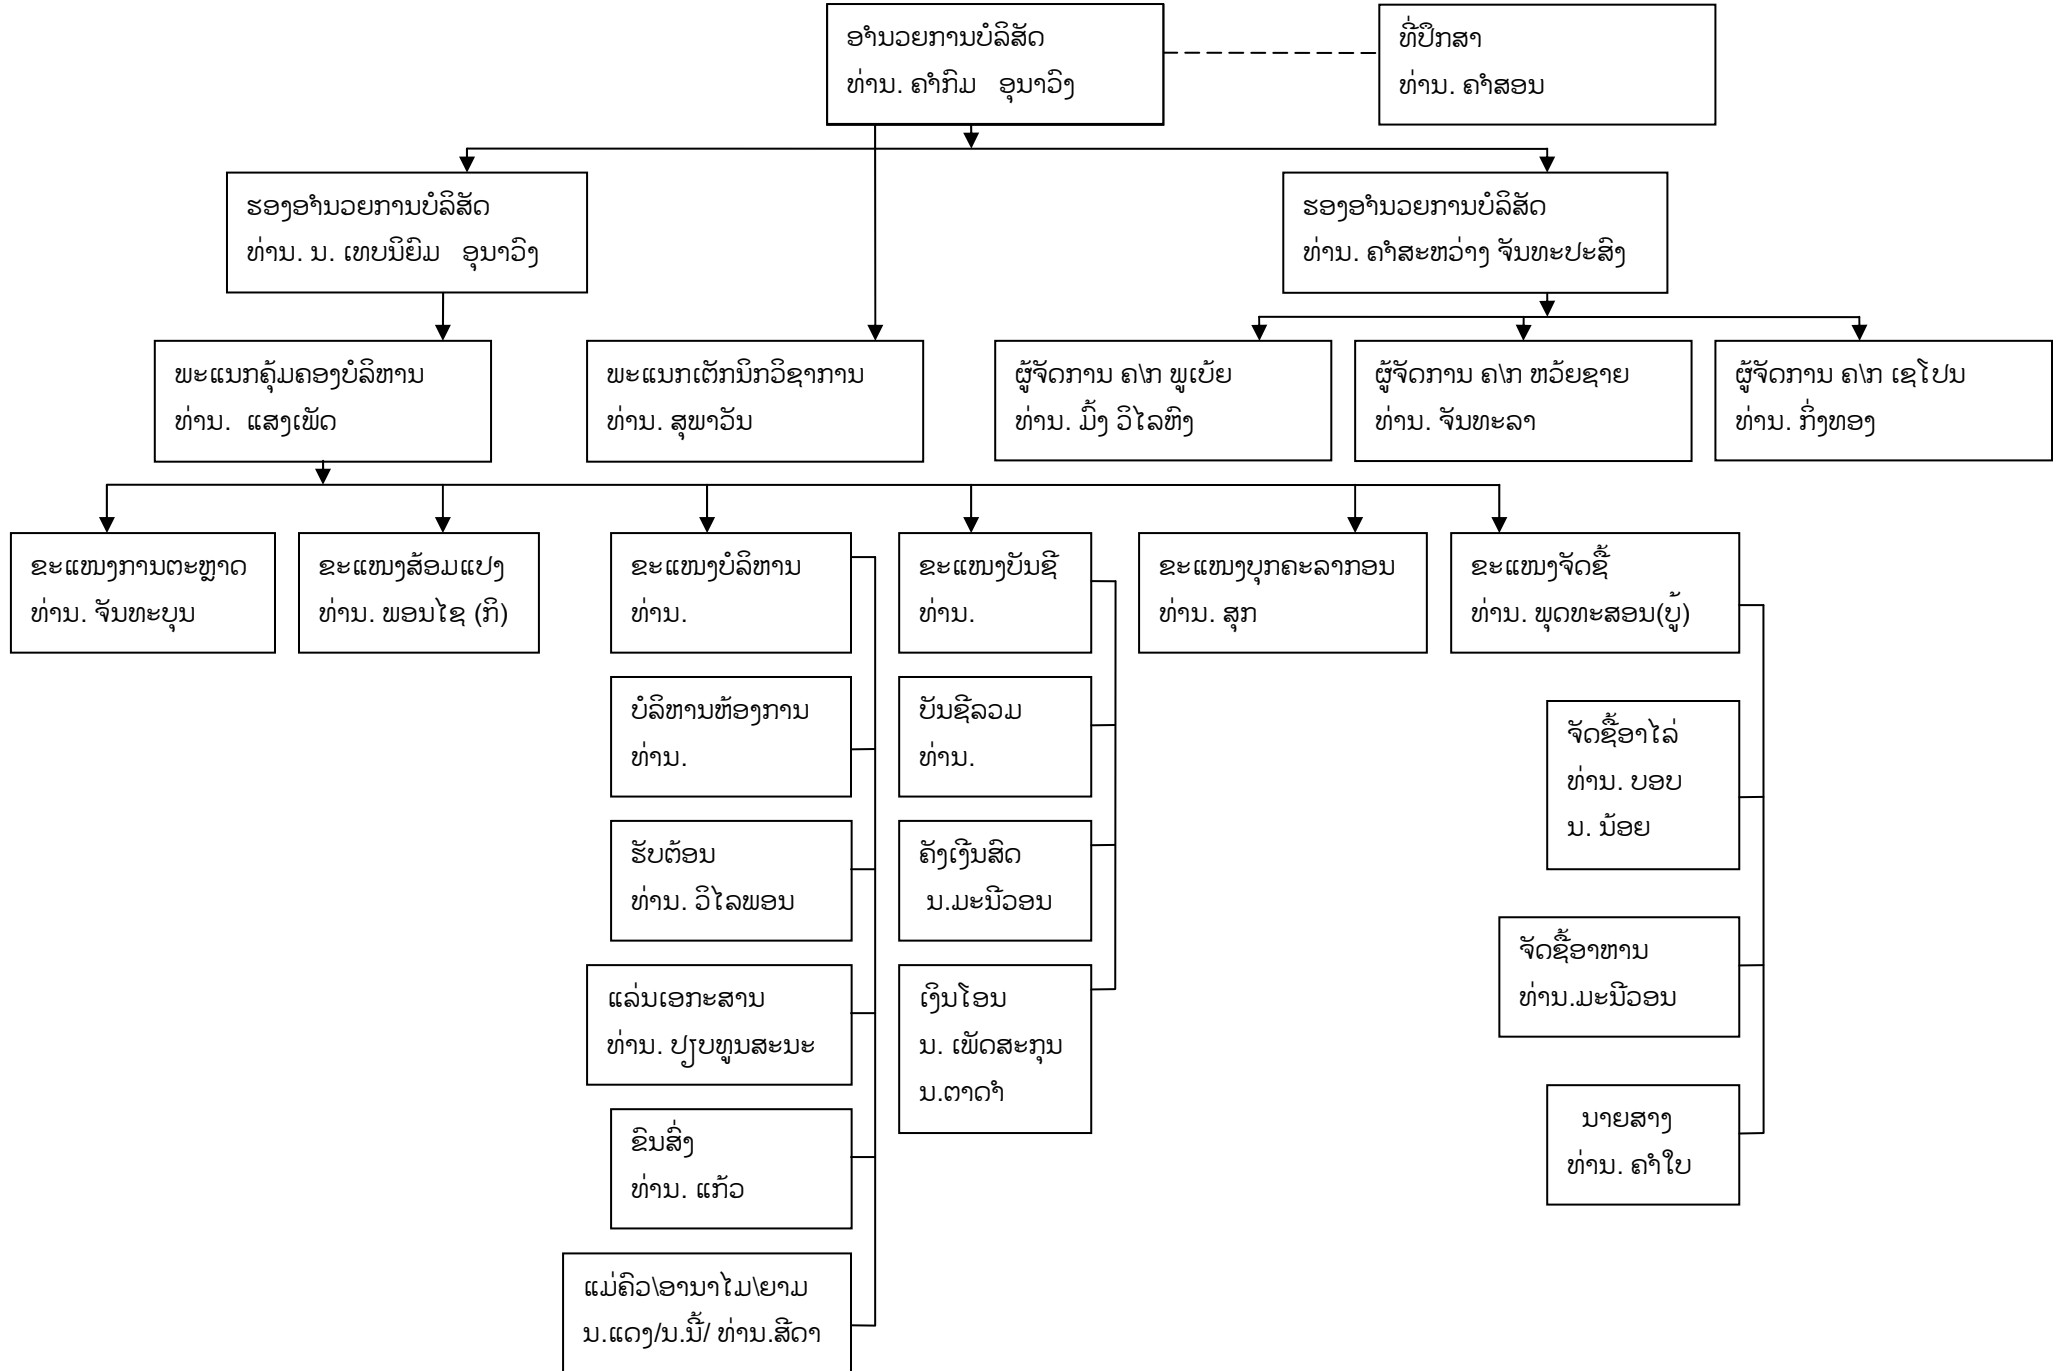 ອຳນວຍການບໍລິສັດ
ທ່ານ. ຄຳກົມ   ອຸນາວົງ
ທີ່ປຶກສາ
ທ່ານ. ຄຳສອນ
ຮອງອຳນວຍການບໍລິສັດ
ທ່ານ. ນ. ເທບນິຍົມ   ອຸນາວົງ
ຮອງອຳນວຍການບໍລິສັດ
ທ່ານ. ຄຳສະຫວ່າງ ຈັນທະປະສົງ
ພະແນກຄຸ້ມຄອງບໍລິຫານ
ທ່ານ.  ແສງເພັດ
ພະແນກເຕັກນິກວິຊາການ
ທ່ານ. ສຸພາວັນ
ຜູ້ຈັດການ ຄ\ກ ພູເບ້ຍ
ທ່ານ. ມົ້ງ ວິໄລຫົງ
ຜູ້ຈັດການ ຄ\ກ ຫວ້ຍຊາຍ
ທ່ານ. ຈັນທະລາ
ຜູ້ຈັດການ ຄ\ກ ເຊໂປນ
ທ່ານ. ກິ່ງທອງ
ຂະແໜງການຕະຫຼາດ
ທ່ານ. ຈັນທະບຸນ
ຂະແໜງສ້ອມແປງ
ທ່ານ. ພອນໄຊ (ກິ)
ຂະແໜງບໍລິຫານ
ທ່ານ.
ຂະແໜງບັນຊີ
ທ່ານ.
ຂະແໜງບຸກຄະລາກອນ
ທ່ານ. ສຸກ
ຂະແໜງຈັດຊື້
ທ່ານ. ພຸດທະສອນ(ບູ້)
ບໍລິຫານຫ້ອງການ
ທ່ານ.
ບັນຊີລວມ
ທ່ານ.
ຈັດຊື້ອາໄລ່
ທ່ານ. ບອບ
ນ. ນ້ອຍ
ຮັບຕ້ອນ
ທ່ານ. ວິໄລພອນ
ຄັງເງິນສົດ
ນ.ມະນີວອນ
ຈັດຊື້ອາຫານ
ທ່ານ.ມະນີວອນ
ແລ່ນເອກະສານ
ທ່ານ. ປຽບທູນສະນະ
ເງິນໂອນ
ນ. ເພັດສະກຸນ
ນ.ຕາດຳ
ນາຍສາງ
ທ່ານ. ຄຳໃບ
ຂົນສົ່ງ
ທ່ານ. ແກ້ວ
ແມ່ຄົວ\ອານາໄມ\ຍາມ
ນ.ແດງ/ນ.ນີ້/ ທ່ານ.ສີດາ